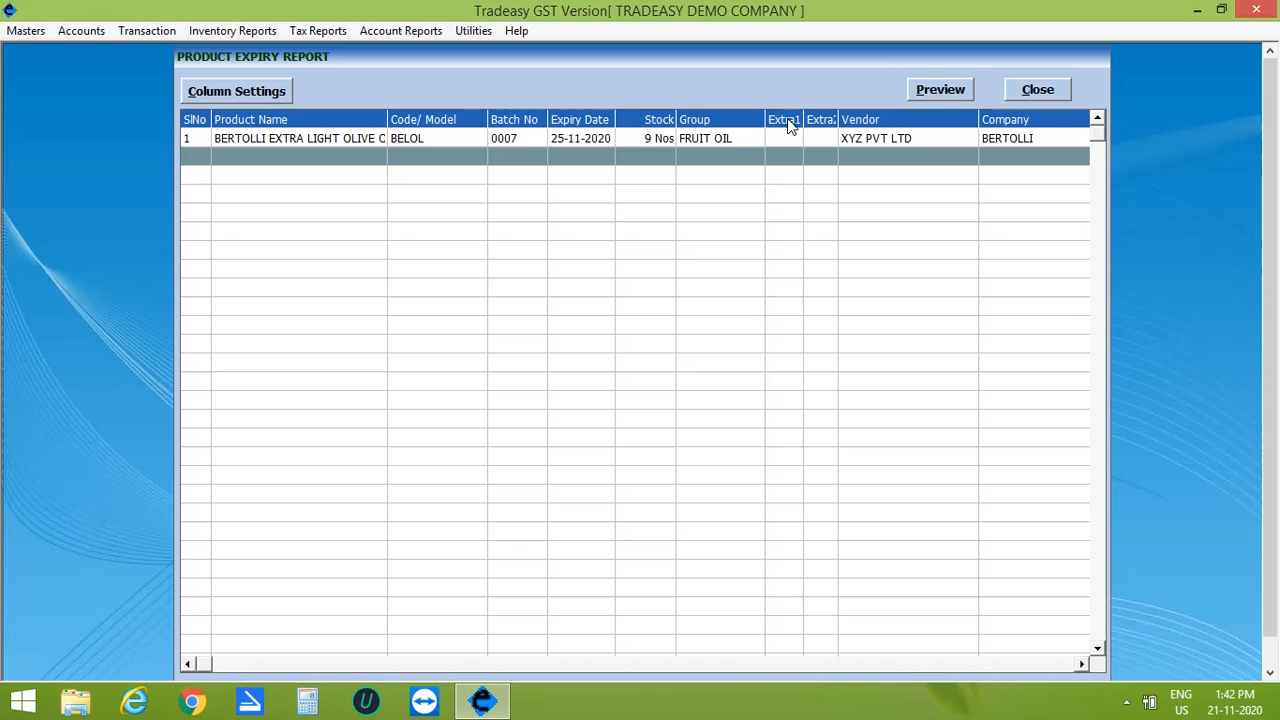 Tradeasy GST Version[ TRADEASY DEMO COMPANY ]
Masters Accounts Transaction Inventory Reports Tax Reports Account Reports Utilities Help
PRODUCT EXPIRY REPORT
Column Settings Preview Close
SlNo Product Name Code/ Model Batch No Expiry Date Stock Group Extra1 Extra2 Vendor Company
1 BERTOLLI EXTRA LIGHT OLIVE O BELOL 0007 25-11-2020 9 Nos FRUIT OIL XYZ PVT LTD BERTOLLI
ENG 1:42 PM
US 21-11-2020